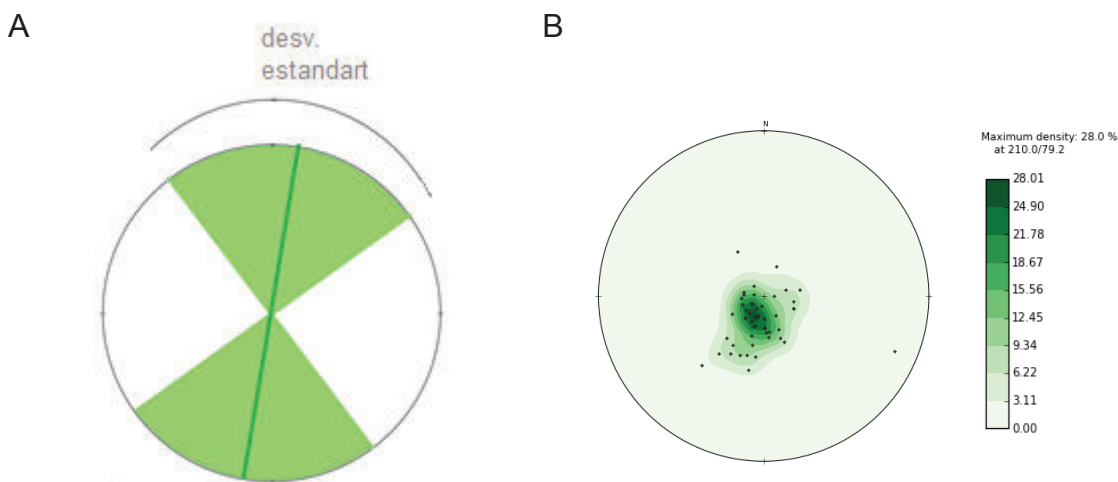 A
desv.
estandart
B
N
Maximum density: 28.0 %
at 210.0/79.2
28.01
24.90
21.78
18.67
15.56
12.45
9.34
6.22
3.11
0.00